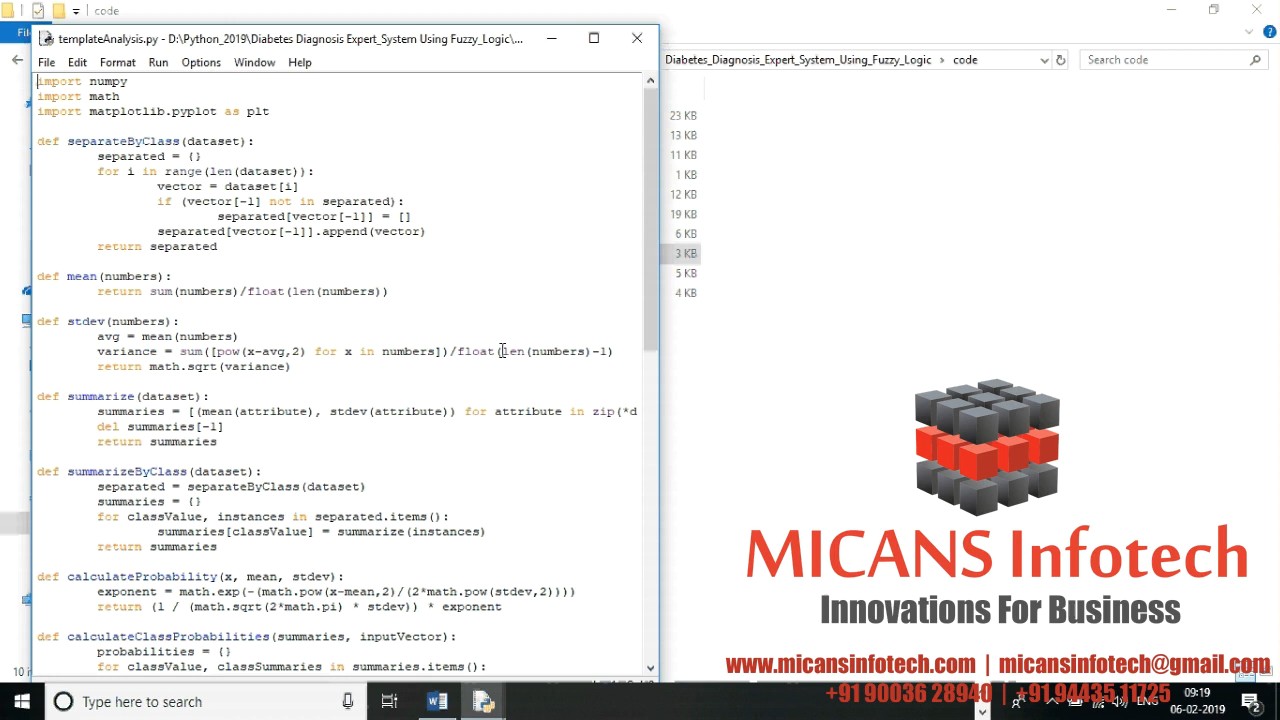 code
File
templateAnalysis.py - D:\Python_2019\Diabetes Diagnosis Expert_System Using Fuzzy_Logic\...
File Edit Format Run Options Window Help
Diabetes_Diagnosis_Expert_System_Using_Fuzzy_Logic > code
Search code
import numpy
import math
import matplotlib.pyplot as plt
def separateByClass(dataset):
separated = {}
for i in range(len(dataset)):
vector = dataset[i]
if (vector[-1] not in separated):
separated[vector[-1]] = []
separated[vector[-1]].append(vector)
return separated
def mean(numbers):
return sum(numbers)/float(len(numbers))
def stdev(numbers):
avg = mean(numbers)
variance = sum([pow(x-avg,2) for x in numbers])/float(len(numbers)-1)
return math.sqrt(variance)
def summarize(dataset):
summaries = [(mean(attribute), stdev(attribute)) for attribute in zip(*d
del summaries[-1]
return summaries
def summarizeByClass(dataset):
separated = separateByClass(dataset)
summaries = {}
for classValue, instances in separated.items():
summaries[classValue] = summarize(instances)
return summaries
def calculateProbability(x, mean, stdev):
exponent = math.exp(-(math.pow(x-mean,2)/(2*math.pow(stdev,2))))
return (1 / (math.sqrt(2*math.pi) * stdev)) * exponent
def calculateClassProbabilities(summaries, inputVector):
probabilities = {}
for classValue, classSummaries in summaries.items():
23 KB
13 KB
11 KB
1 KB
12 KB
19 KB
6 KB
3 KB
5 KB
4 KB
MICANS Infotech
Innovations For Business
www.micansinfotech.com | micansinfotech@gmail.com
+91 90036 28940 | +91 94435 11725
10
Type here to search
ENG
09:19
06-02-2019
2